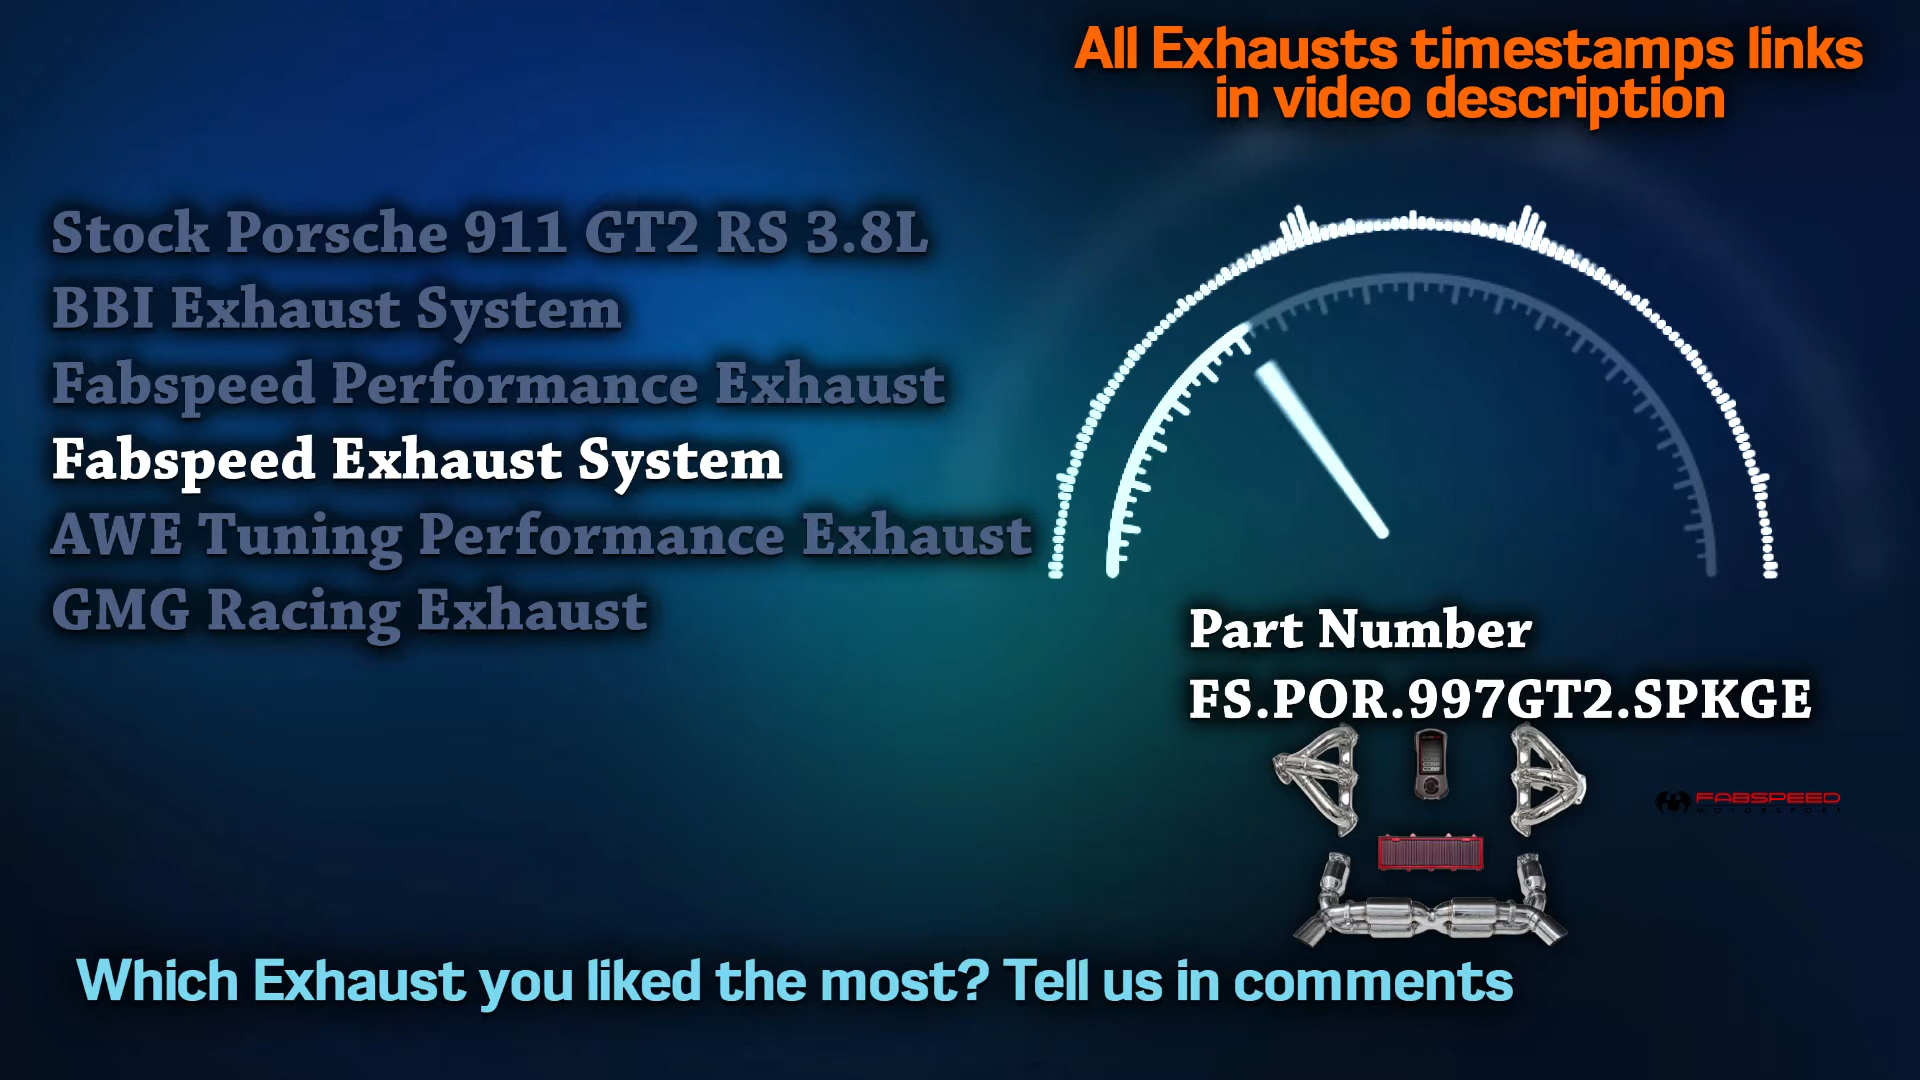 All Exhausts timestamps links
in video description
Stock Porsche 911 GT2 RS 3.8L
BBI Exhaust System
Fabspeed Performance Exhaust
Fabspeed Exhaust System
AWE Tuning Performance Exhaust
GMG Racing Exhaust
Part Number
FS.POR.997GT2.SPKGE
FABSPEED
MOTORSPORT
Which Exhaust you liked the most? Tell us in comments